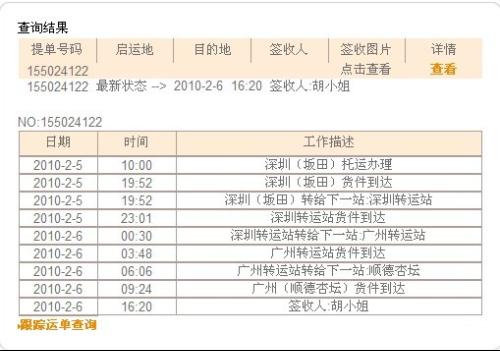 查询结果
提单号码 启运地 目的地 签收人 签收图片 详情
155024122 点击查看 查看
155024122 最新状态 --> 2010-2-6 16:20 签收人:胡小姐
NO:155024122
日期 时间 工作描述
2010-2-5 10:00 深圳（坂田）托运办理
2010-2-5 19:52 深圳（坂田）货件到达
2010-2-5 19:52 深圳（坂田）转给下一站:深圳转运站
2010-2-5 23:01 深圳转运站货件到达
2010-2-6 00:30 深圳转运站转给下一站:广州转运站
2010-2-6 03:48 广州转运站货件到达
2010-2-6 06:06 广州转运站转给下一站:顺德杏坛
2010-2-6 09:24 广州（顺德杏坛）货件到达
2010-2-6 16:20 签收人:胡小姐
跟踪运单查询